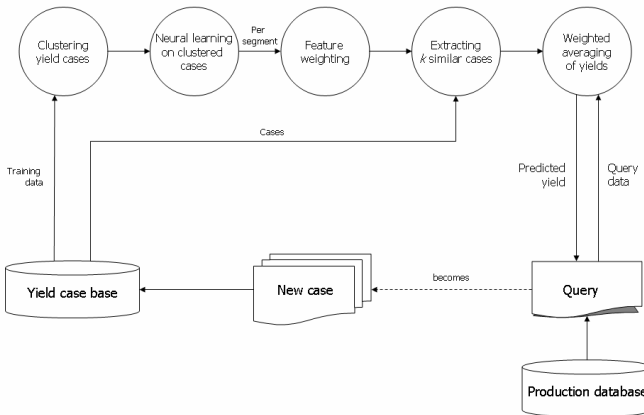 Clustering
yield cases
Neural learning
on clustered
cases
Per
segment
Feature
weighting
Extracting
k similar cases
Weighted
averaging
of yields
Cases
Training
data
Predicted
yield
Query
data
Yield case base
New case
becomes
Query
Production database